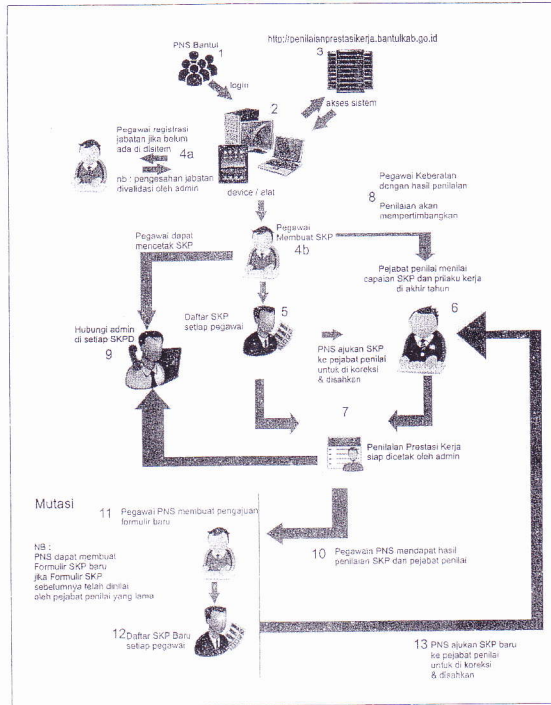 PNS Bantul
1
http://penilaisnprestasikerja.bantulkab.go.id
3
login
2
akses sistem
Pegawai registrasi
jabatan jika belum
ada di disitem
4a
nb : pengesahan jabatan
divalidasi oleh admin
device / alat
Pegawai Keberatan
dengan hasil penilaian
8
Penilaian akan
mempertimbangkan
Pegawai
Membuat SKP
4b
Pegawai dapat
mencetak SKP
Pejabat penilai menilai
capaian SKP dan prilaku kerja
di akhir tahun
6
Daftar SKP
setiap pegawai
5
Hubungi admin
di setiap SKPD
9
PNS ajukan SKP
ke pejabat penilai
untuk di koreksi
& disahkan
7
Penilaian Prestasi Kerja
siap dicetak oleh admin
Mutasi
11 Pegawai PNS membuat pengajuan
formulir baru
NB :
PNS dapat membuat
Formulir SKP baru
jika Formulir SKP
sebelumnya telah dinilai
oleh pejabat penilai yang lama
10 Pegawain PNS mendapat hasil
penilaian SKP dari pejabat penilai
12 Daftar SKP Baru
setiap pegawai
13 PNS ajukan SKP baru
ke pejabat penilai
untuk di koreksi
& disahkan